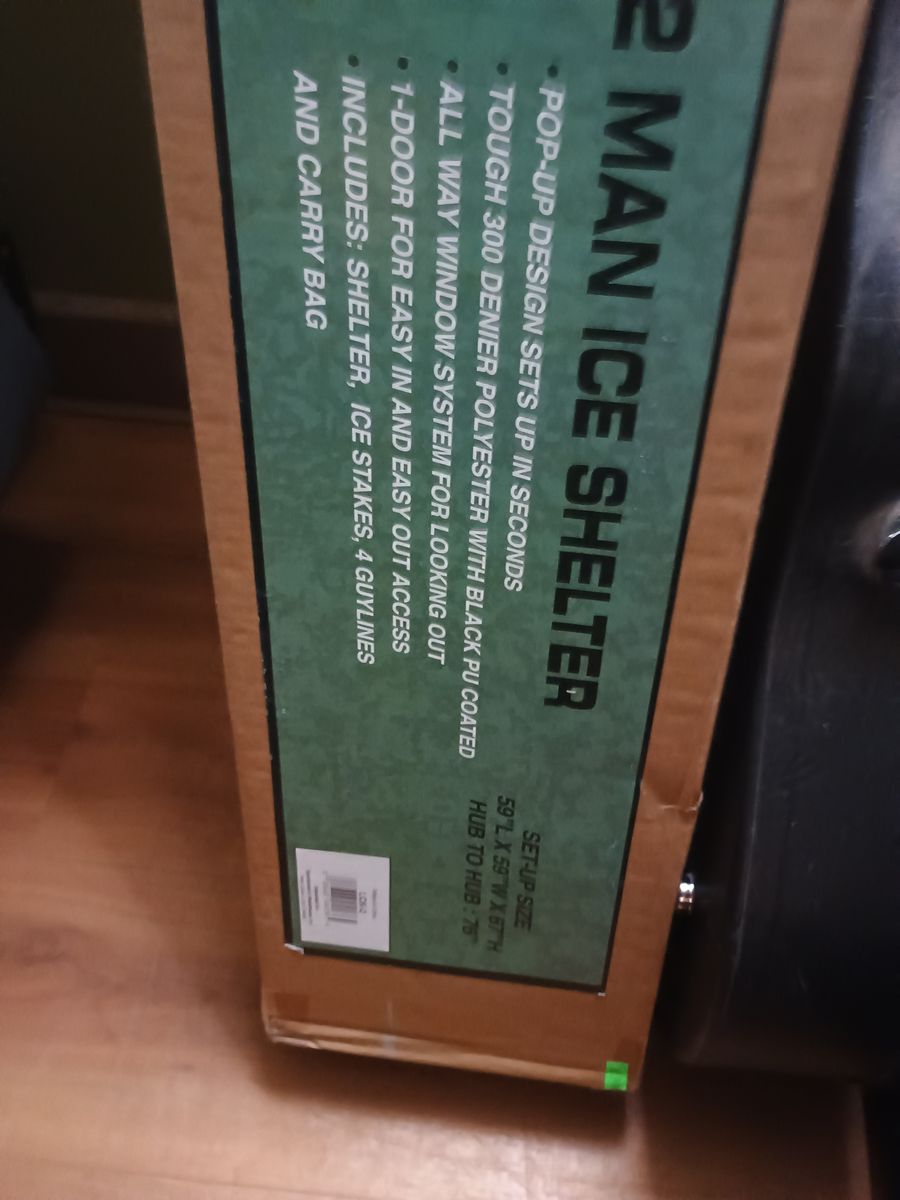 2 MAN ICE SHELTER
• POP-UP DESIGN SETS UP IN SECONDS
• TOUGH 300 DENIER POLYESTER WITH BLACK PU COATED
• ALL WAY WINDOW SYSTEM FOR LOOKING OUT
• 1-DOOR FOR EASY IN AND EASY OUT ACCESS
• INCLUDES: SHELTER, ICE STAKES, 4 GUYLINES
AND CARRY BAG
SET-UP SIZE
59"L X 59"W X 67"H
HUB TO HUB : 76"